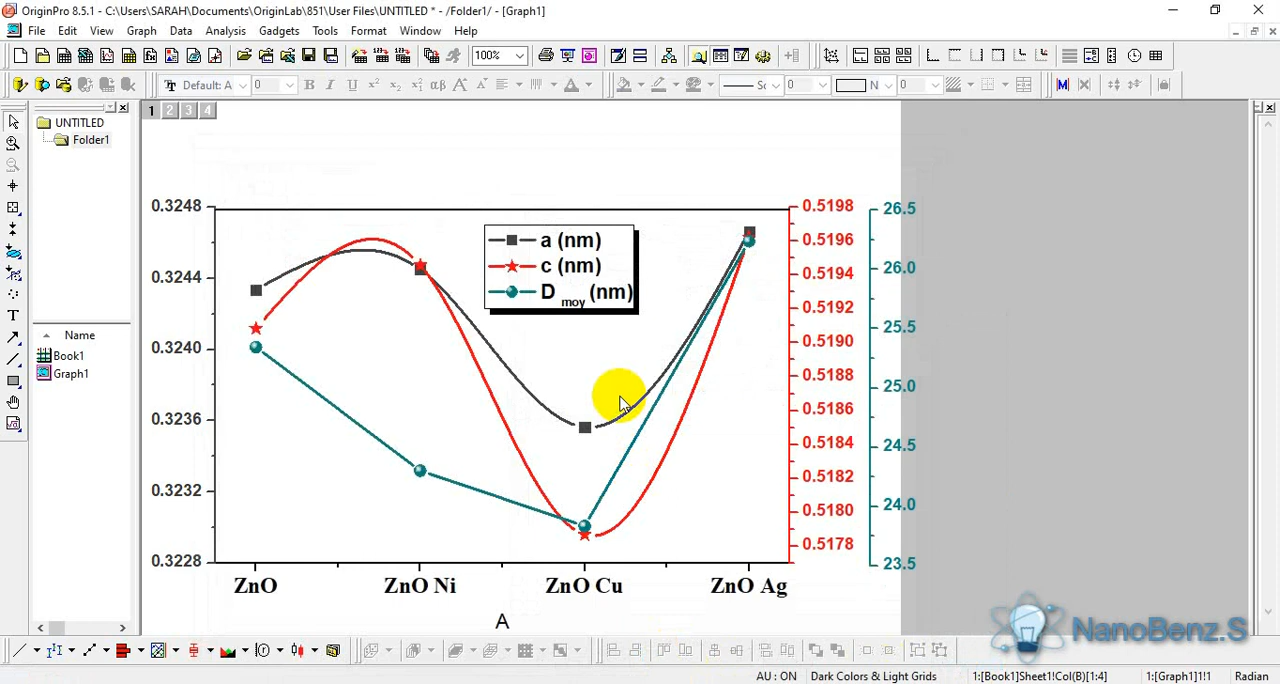 OriginPro 8.5.1 - C:\Users\SARAH\Documents\OriginLab\851\User Files\UNTITLED * - /Folder1/ - [Graph1]
File Edit View Graph Data Analysis Gadgets Tools Format Window Help
100%
Default: A 0 B I U x² x₂ αβ A A A 0 N 0
1 2 3 4
UNTITLED
Folder1
Name
Book1
Graph1
0.3248
0.3244
0.3240
0.3236
0.3232
0.3228
a (nm)
c (nm)
D moy (nm)
0.5198
0.5196
0.5194
0.5192
0.5190
0.5188
0.5186
0.5184
0.5182
0.5180
0.5178
26.5
26.0
25.5
25.0
24.5
24.0
23.5
ZnO ZnO Ni ZnO Cu ZnO Ag
A
NanoBenz.S
AU : ON Dark Colors & Light Grids 1:[Book1]Sheet1!Col(B)[1:4] 1:[Graph1]1!1 Radian